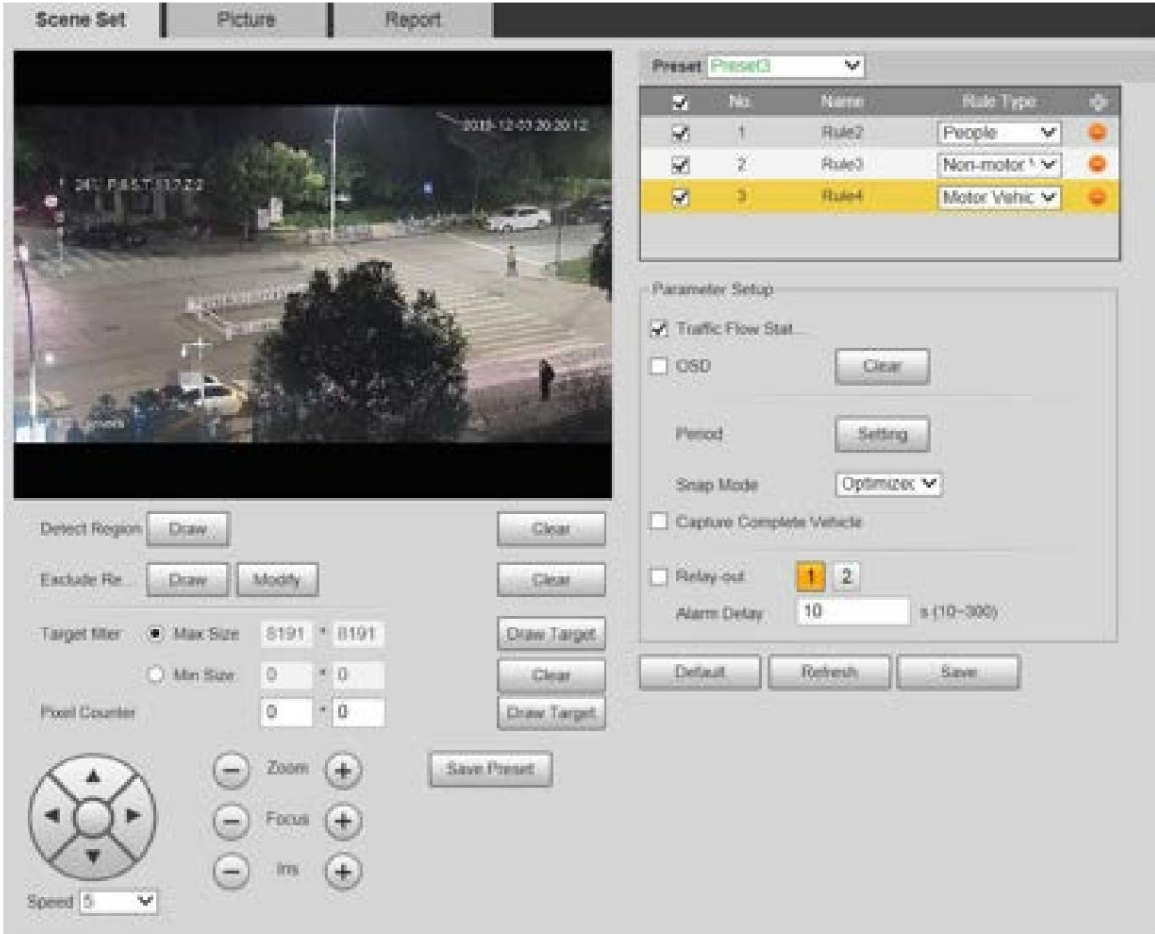 Scene Set Picture Report
Preset Preset3
No. Name Rule Type
1 Rule2 People
2 Rule3 Non-motor V
3 Rule4 Motor Vehic
Parameter Setup
Traffic Flow Stat...
OSD Clear
Period Setting
Snap Mode Optimized
Capture Complete Vehicle
Relay-out 1 2
Alarm Delay 10 s (10~300)
Default Refresh Save
Detect Region Draw Clear
Exclude Re... Draw Modify Clear
Target filter Max Size 8191 * 8191 Draw Target
Min Size 0 * 0 Clear
Pixel Counter 0 * 0 Draw Target
Zoom Save Preset
Focus
Iris
Speed 5